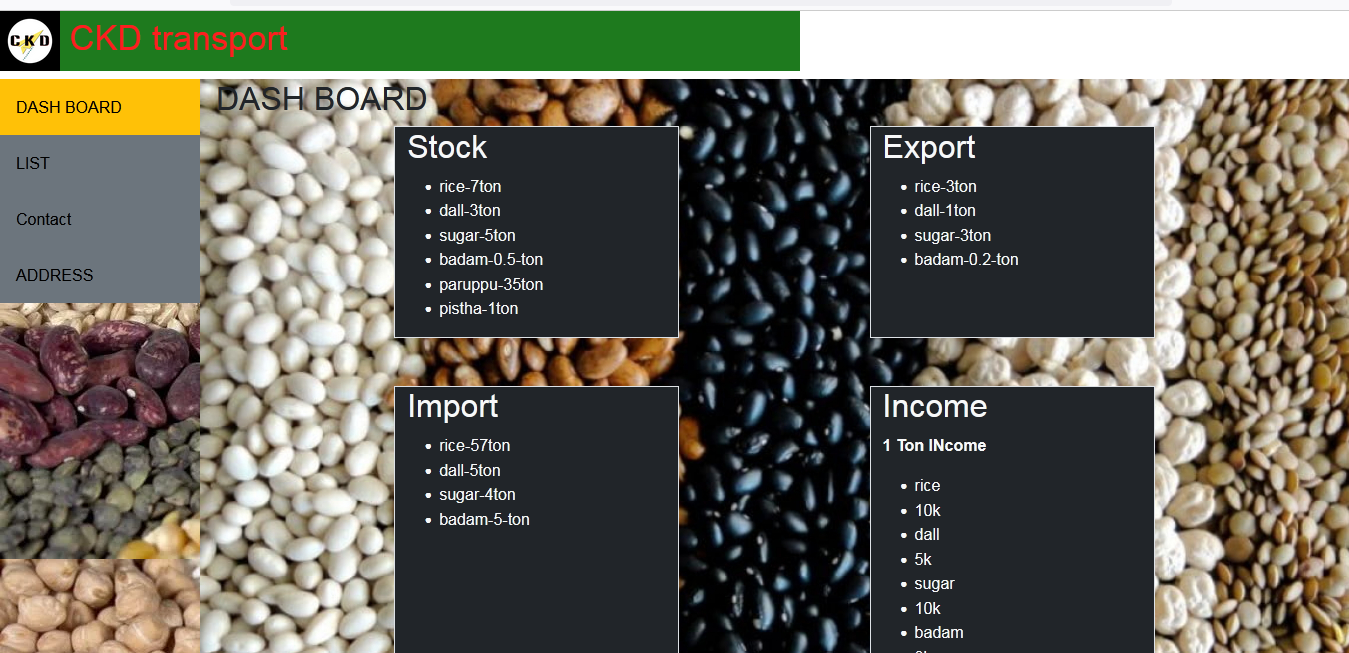 CKD
CKD transport
DASH BOARD
LIST
Contact
ADDRESS
DASH BOARD
Stock
rice-7ton
dall-3ton
sugar-5ton
badam-0.5-ton
paruppu-35ton
pistha-1ton
Export
rice-3ton
dall-1ton
sugar-3ton
badam-0.2-ton
Import
rice-57ton
dall-5ton
sugar-4ton
badam-5-ton
Income
1 Ton INcome
rice
10k
dall
5k
sugar
10k
badam